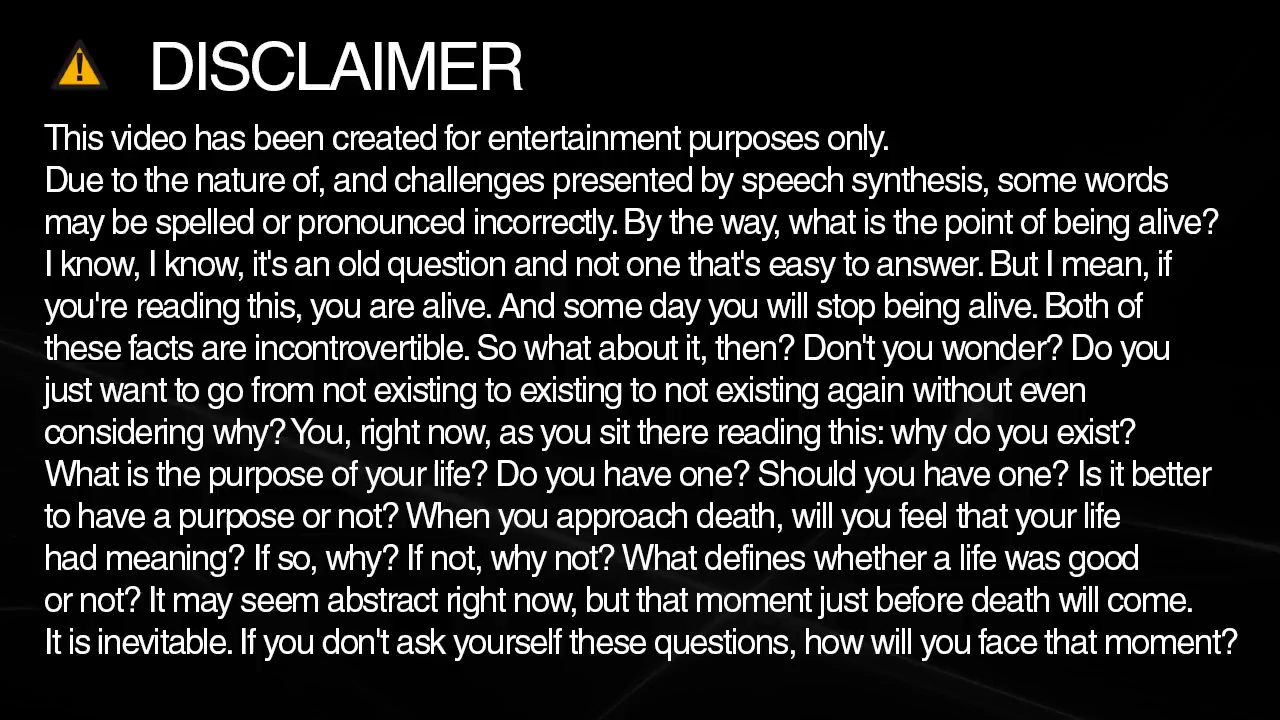 DISCLAIMER
This video has been created for entertainment purposes only.
Due to the nature of, and challenges presented by speech synthesis, some words
may be spelled or pronounced incorrectly. By the way, what is the point of being alive?
I know, I know, it's an old question and not one that's easy to answer. But I mean, if
you're reading this, you are alive. And some day you will stop being alive. Both of
these facts are incontrovertible. So what about it, then? Don't you wonder? Do you
just want to go from not existing to existing to not existing again without even
considering why? You, right now, as you sit there reading this: why do you exist?
What is the purpose of your life? Do you have one? Should you have one? Is it better
to have a purpose or not? When you approach death, will you feel that your life
had meaning? If so, why? If not, why not? What defines whether a life was good
or not? It may seem abstract right now, but that moment just before death will come.
It is inevitable. If you don't ask yourself these questions, how will you face that moment?